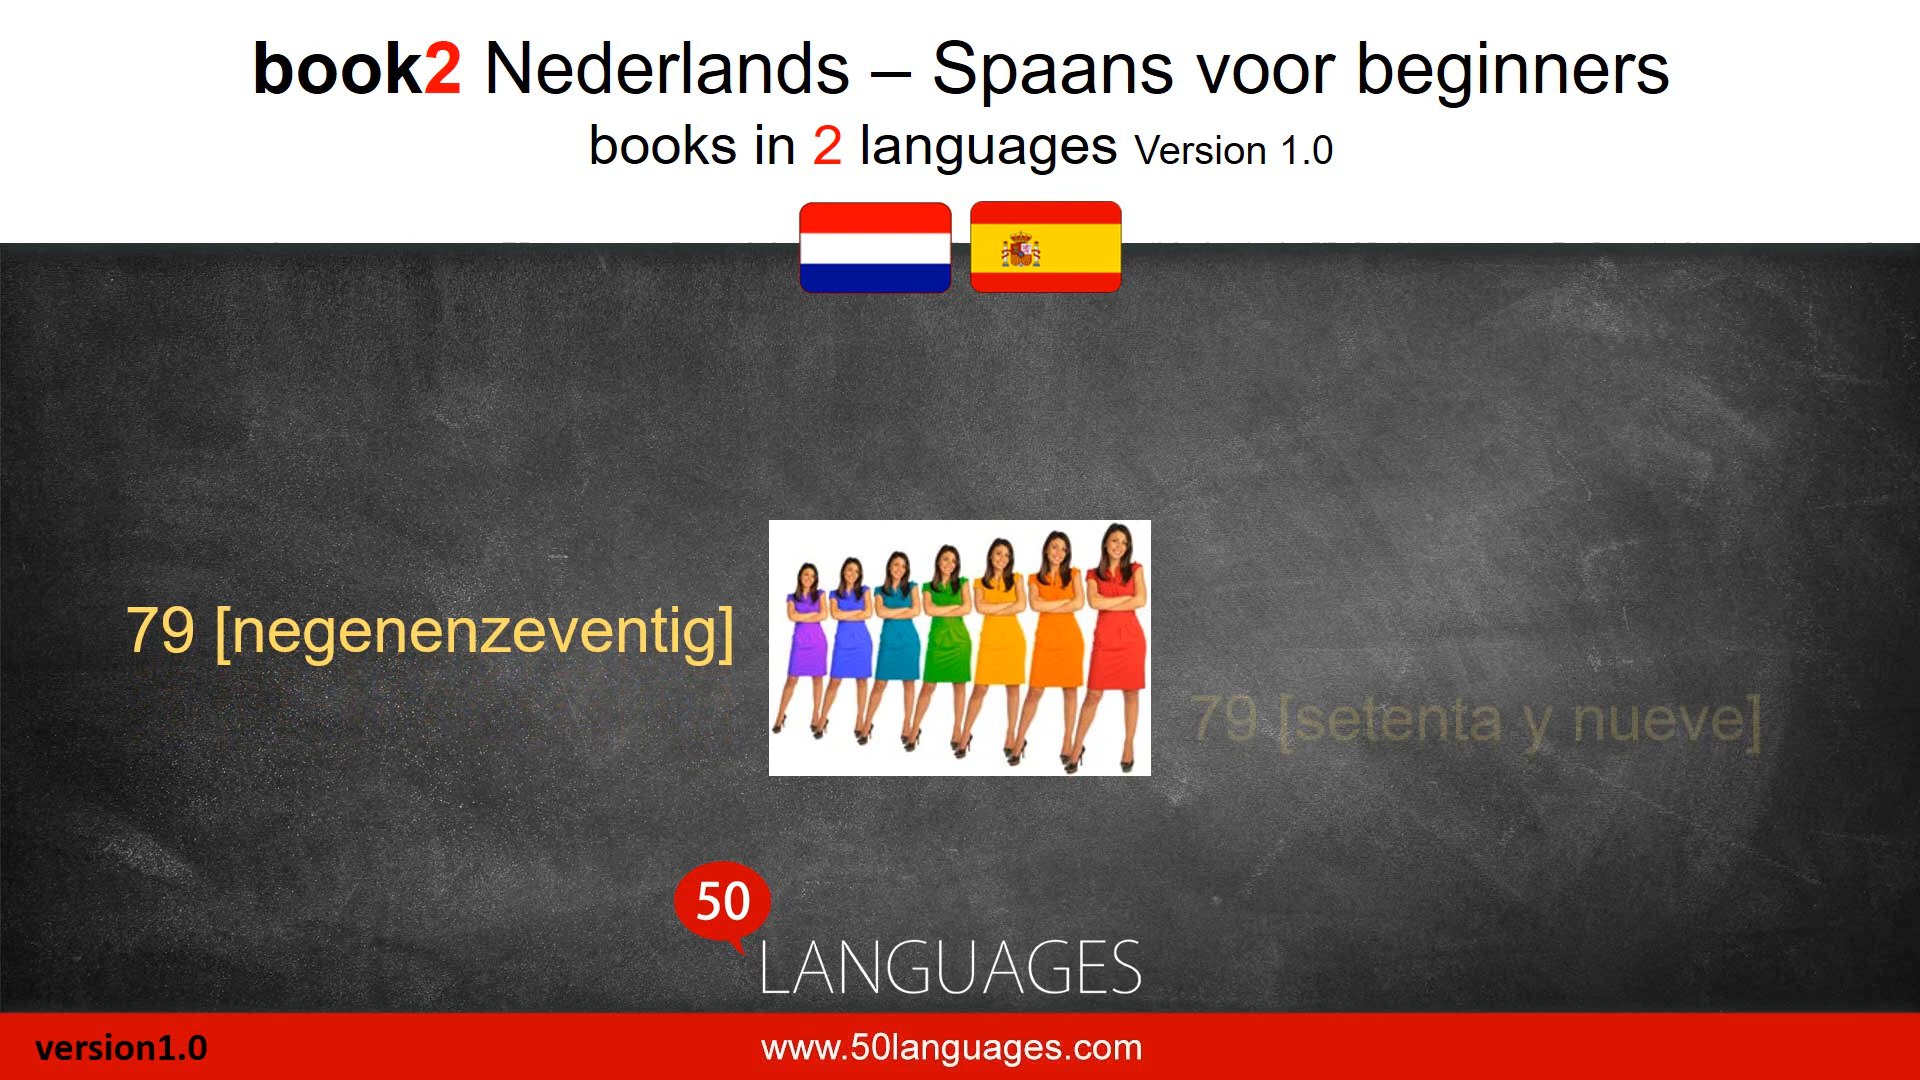 book2 Nederlands – Spaans voor beginners
books in 2 languages Version 1.0
79 [negenenzeventig]
79 [setenta y nueve]
50
LANGUAGES
version1.0
www.50languages.com